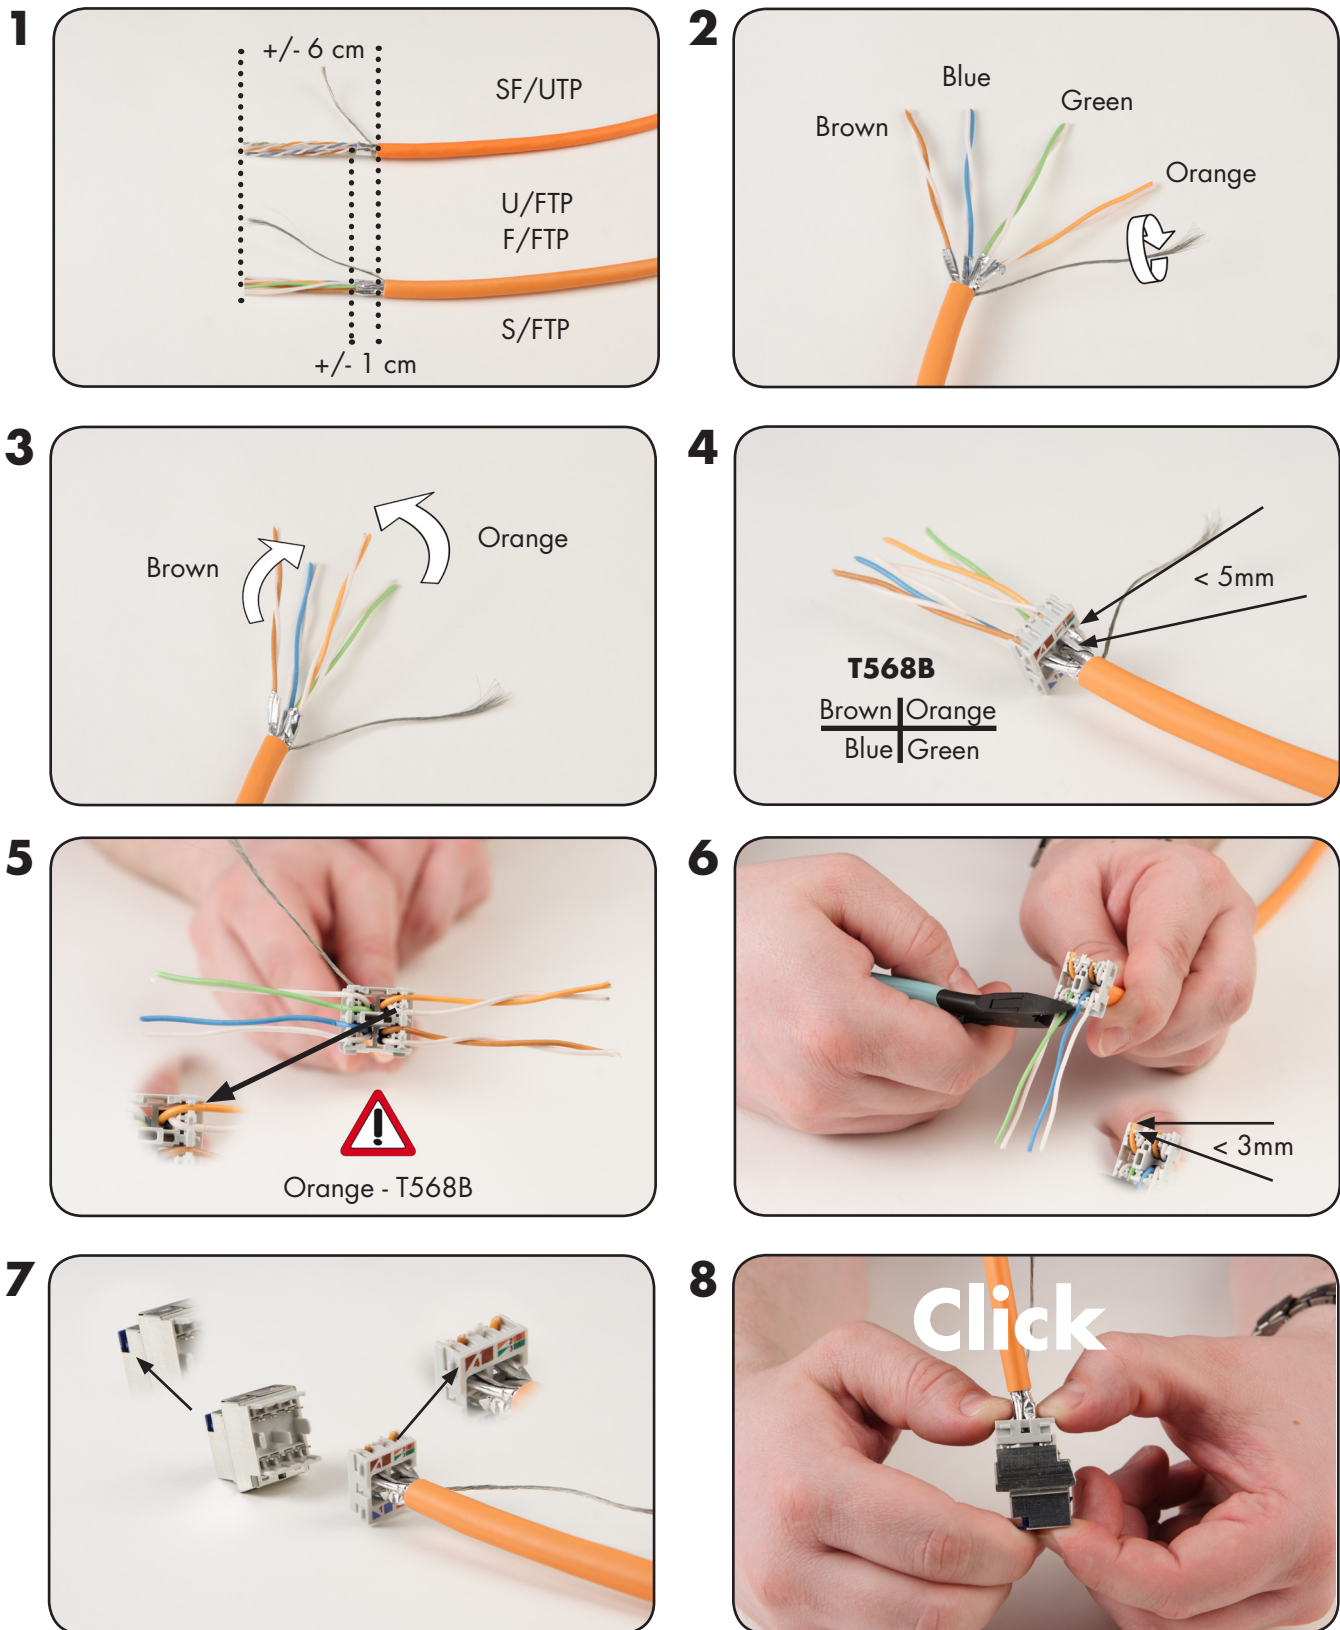 1
+/- 6 cm
SF/UTP
U/FTP
F/FTP
S/FTP
+/- 1 cm
2
Brown
Blue
Green
Orange
3
Brown
Orange
4
< 5mm
T568B
Brown Orange
Blue Green
5
Orange - T568B
6
< 3mm
7
8
Click